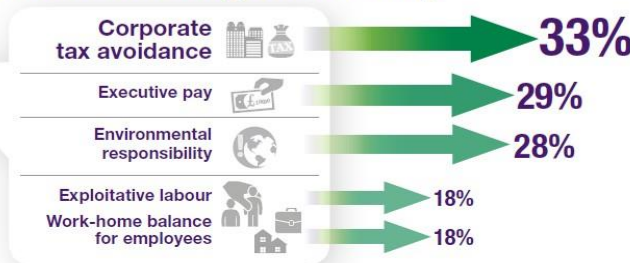 Corporate
tax avoidance
TAX
33%
Executive pay
29%
Environmental
responsibility
28%
Exploitative labour
18%
Work-home balance
for employees
18%